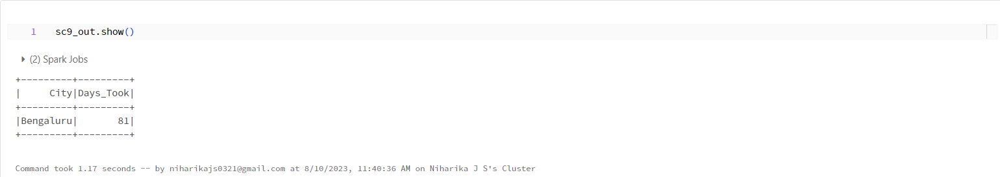 1 sc9_out.show()
(2) Spark Jobs
+---------+---------+
|     City|Days_Took|
+---------+---------+
|Bengaluru|       81|
+---------+---------+
Command took 1.17 seconds -- by niharikajs0321@gmail.com at 8/10/2023, 11:40:36 AM on Niharika J S's Cluster